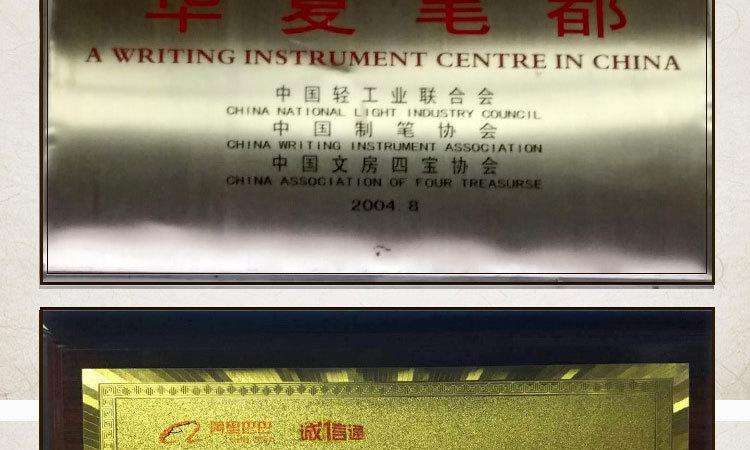 华夏笔都
A WRITING INSTRUMENT CENTRE IN CHINA
中国轻工业联合会
CHINA NATIONAL LIGHT INDUSTRY COUNCIL
中国制笔协会
CHINA WRITING INSTRUMENT ASSOCIATION
中国文房四宝协会
CHINA ASSOCIATION OF FOUR TREASURSE
2004.8
阿里巴巴 诚信通